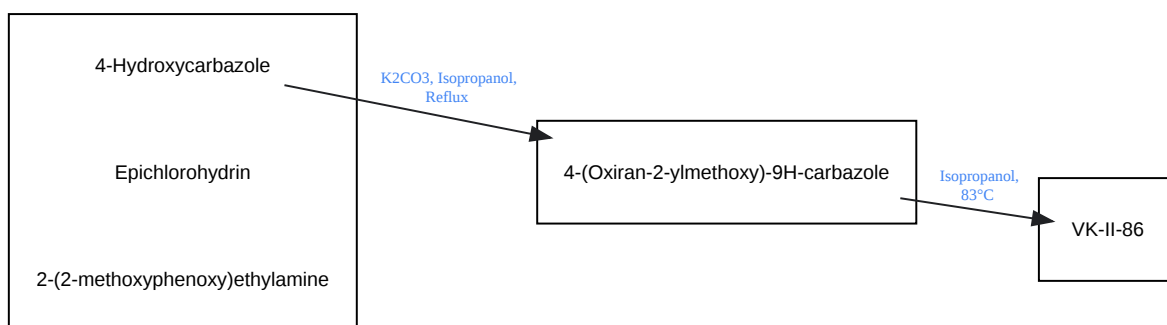 4-Hydroxycarbazole
K2CO3, Isopropanol,
Reflux
Epichlorohydrin
4-(Oxiran-2-ylmethoxy)-9H-carbazole
Isopropanol,
83°C
VK-II-86
2-(2-methoxyphenoxy)ethylamine